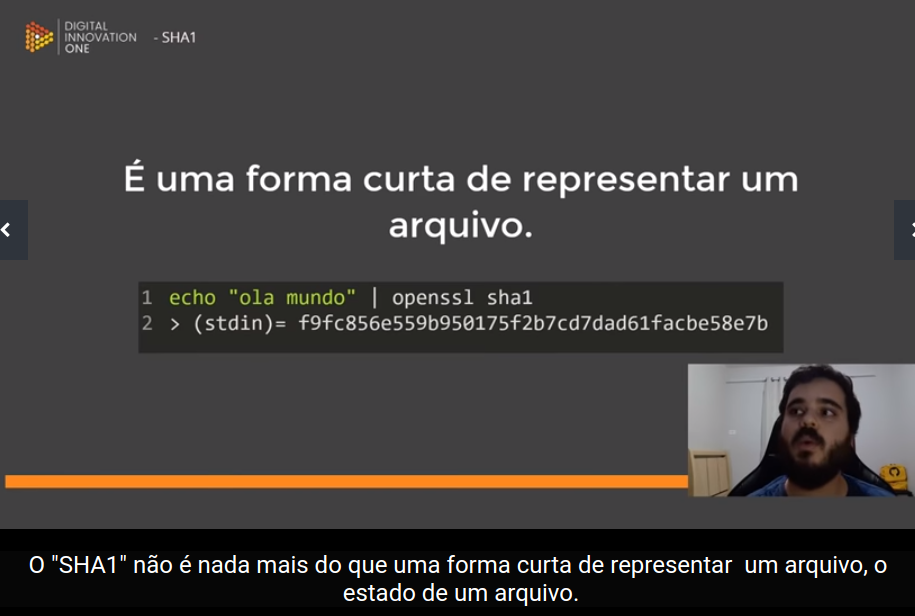 DIGITAL
INNOVATION
ONE
- SHA1
É uma forma curta de representar um
arquivo.
1 echo "ola mundo" | openssl sha1
2 > (stdin)= f9fc856e559b950175f2b7cd7dad61facbe58e7b
O "SHA1" não é nada mais do que uma forma curta de representar  um arquivo, o
estado de um arquivo.